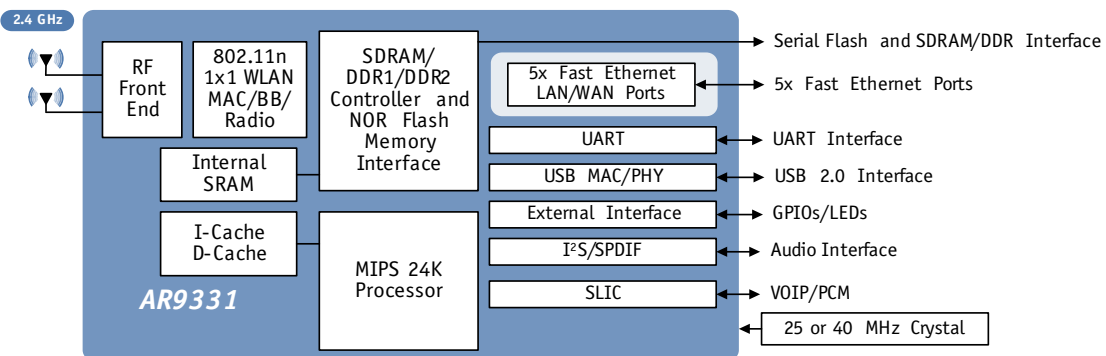 2.4 GHz
RF
Front
End
802.11n
1x1 WLAN
MAC/BB/
Radio
SDRAM/
DDR1/DDR2
Controller and
NOR Flash
Memory
Interface
Internal
SRAM
I-Cache
D-Cache
MIPS 24K
Processor
AR9331
5x Fast Ethernet
LAN/WAN Ports
UART
USB MAC/PHY
External Interface
I²S/SPDIF
SLIC
Serial Flash and SDRAM/DDR Interface
5x Fast Ethernet Ports
UART Interface
USB 2.0 Interface
GPIOs/LEDs
Audio Interface
VOIP/PCM
25 or 40 MHz Crystal